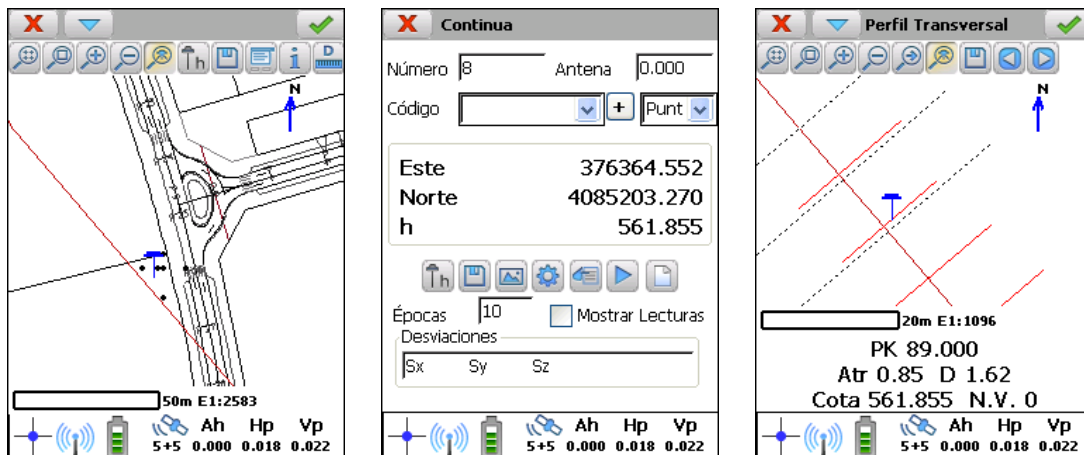 X
h
i
D
N
50m E1:2583
Ah Hp Vp
5+5 0.000 0.018 0.022
X Continua
Número 8 Antena 0.000
Código + Punt
Este 376364.552
Norte 4085203.270
h 561.855
h
Épocas 10 Mostrar Lecturas
Desviaciones
Sx Sy Sz
Ah Hp Vp
5+5 0.000 0.018 0.022
X Perfil Transversal
N
20m E1:1096
PK 89.000
Atr 0.85 D 1.62
Cota 561.855 N.V. 0
Ah Hp Vp
5+5 0.000 0.018 0.022